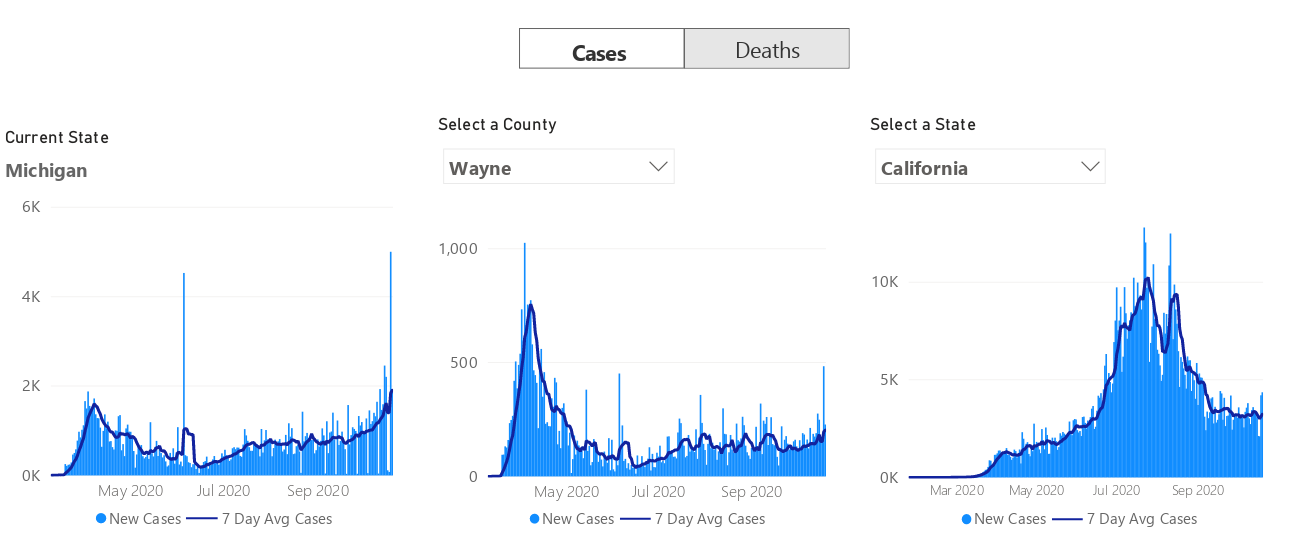 Cases Deaths
Current State
Michigan
6K
4K
2K
0K
May 2020 Jul 2020 Sep 2020
New Cases 7 Day Avg Cases
Select a County
Wayne
1,000
500
0
May 2020 Jul 2020 Sep 2020
New Cases 7 Day Avg Cases
Select a State
California
10K
5K
0K
Mar 2020 May 2020 Jul 2020 Sep 2020
New Cases 7 Day Avg Cases